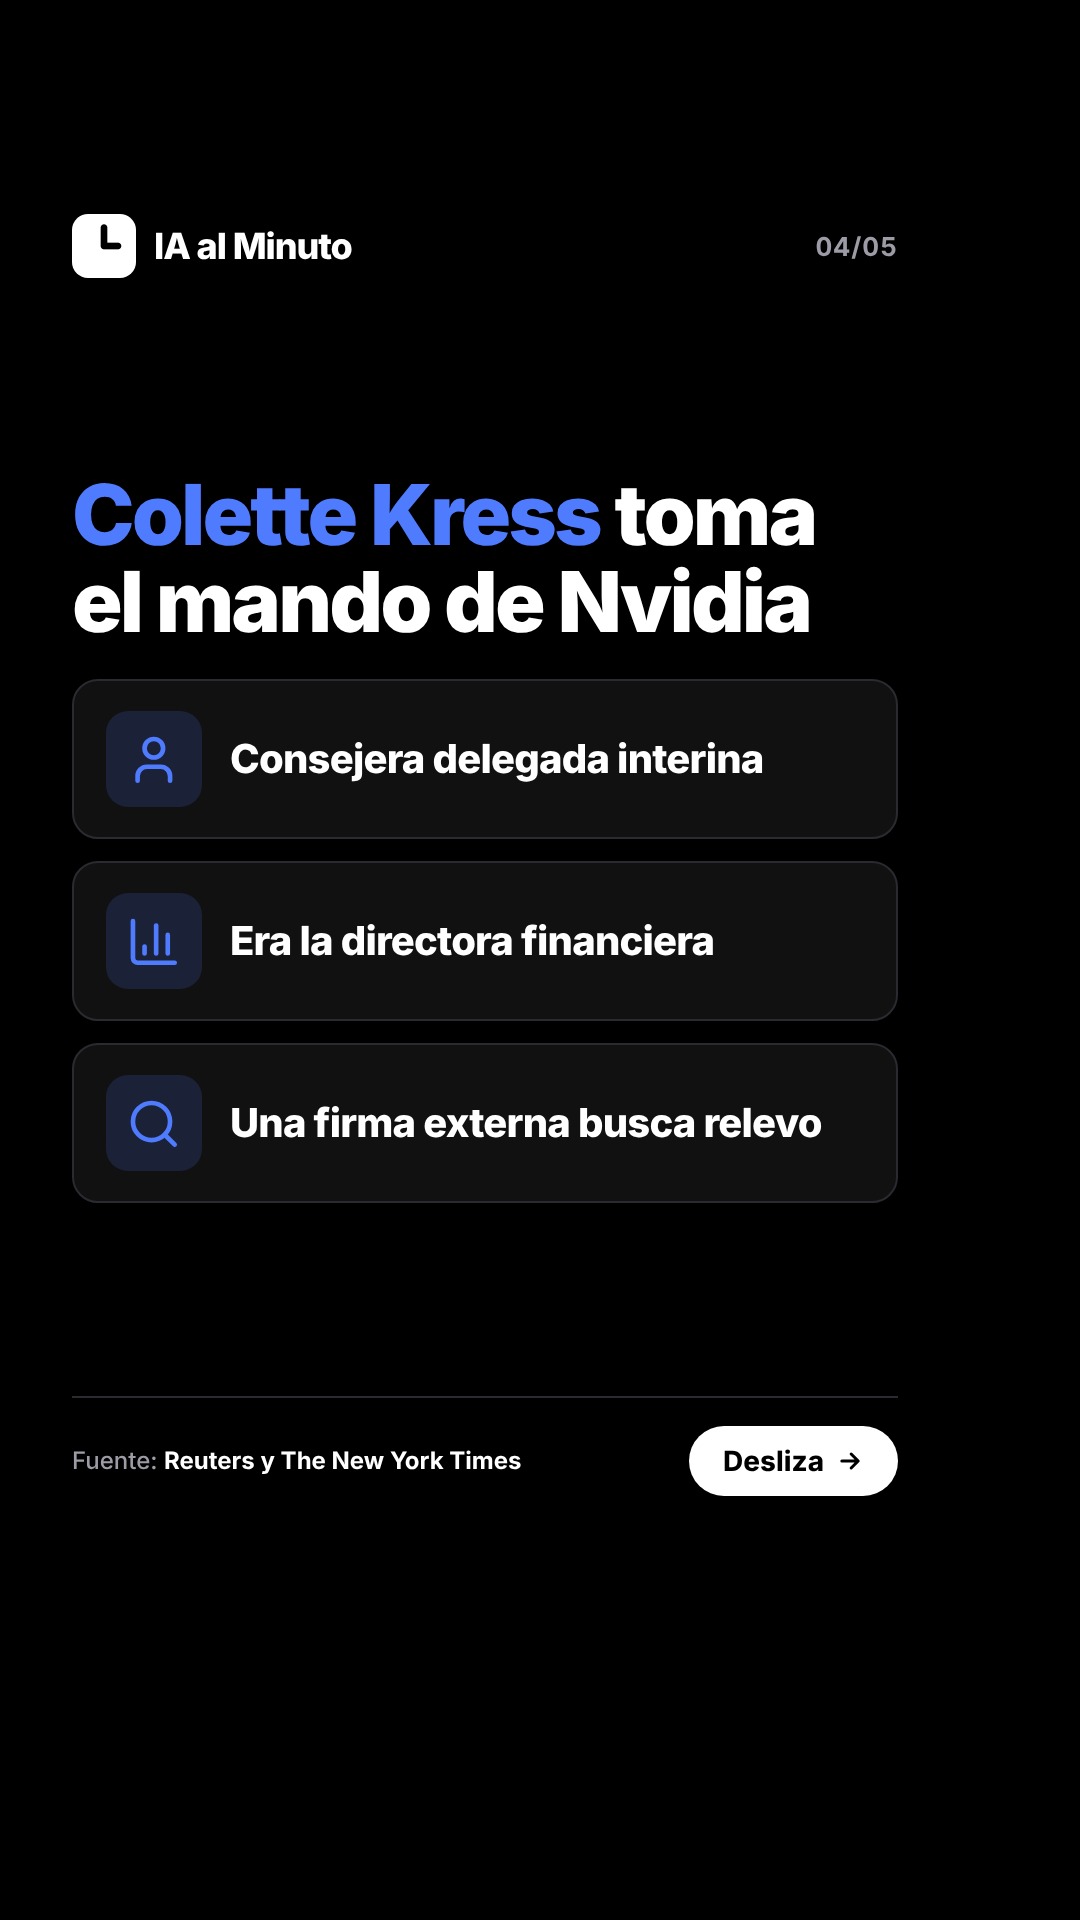 IA al Minuto
04/05
Colette Kress toma
el mando de Nvidia
Consejera delegada interina
Era la directora financiera
Una firma externa busca relevo
Fuente: Reuters y The New York Times
Desliza →